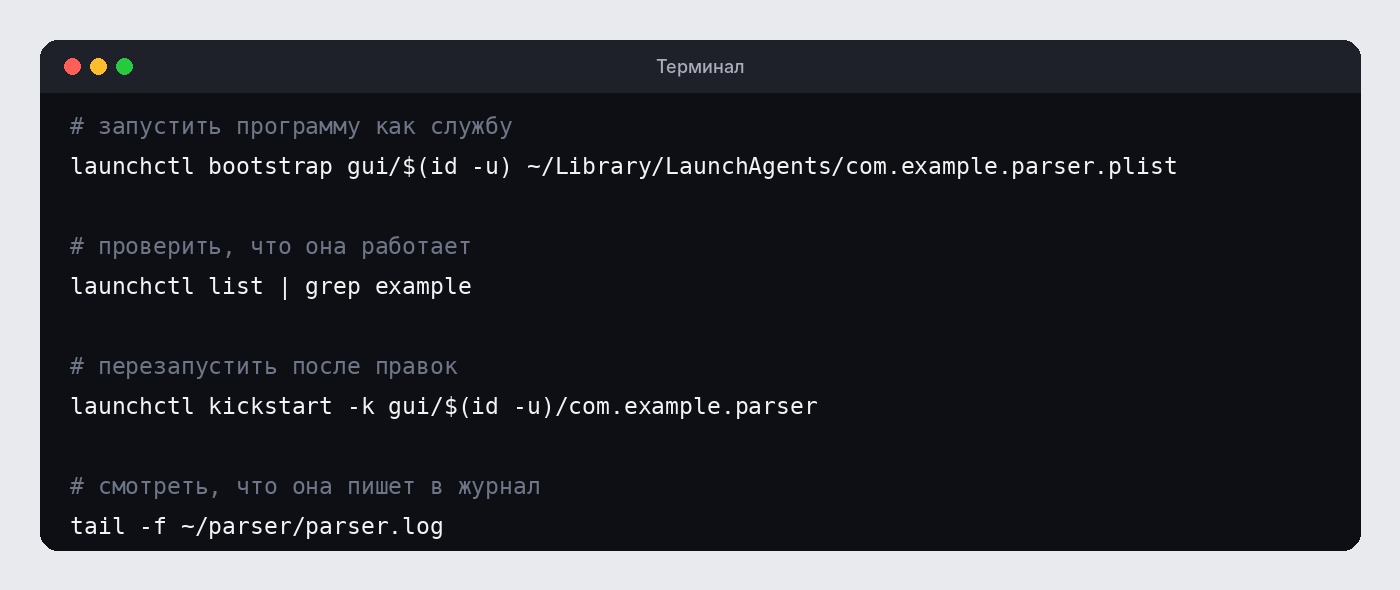 Терминал
# запустить программу как службу
launchctl bootstrap gui/$(id -u) ~/Library/LaunchAgents/com.example.parser.plist
# проверить, что она работает
launchctl list | grep example
# перезапустить после правок
launchctl kickstart -k gui/$(id -u)/com.example.parser
# смотреть, что она пишет в журнал
tail -f ~/parser/parser.log